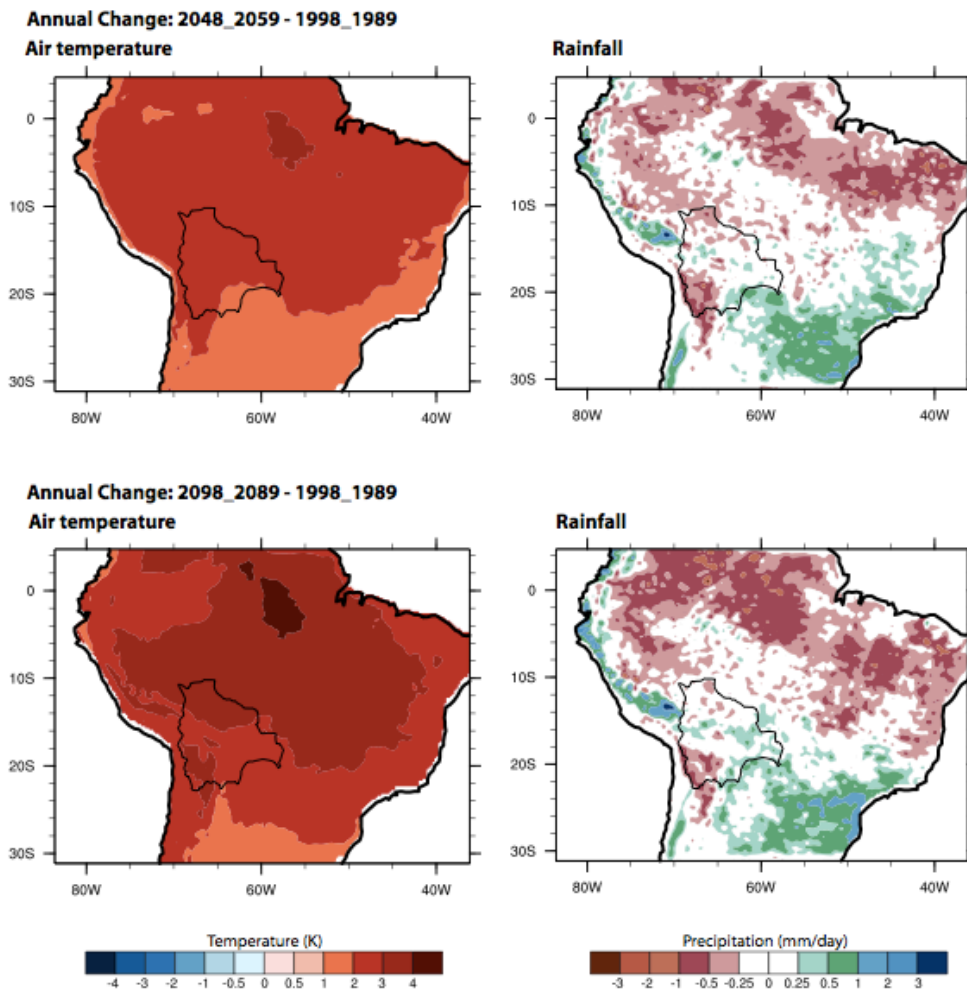 Annual Change: 2048_2059 - 1998_1989
Air temperature
Rainfall
0
10S
20S
30S
80W 60W 40W
0
10S
20S
30S
80W 60W 40W
Annual Change: 2098_2089 - 1998_1989
Air temperature
Rainfall
0
10S
20S
30S
80W 60W 40W
0
10S
20S
30S
80W 60W 40W
Temperature (K)
-4 -3 -2 -1 -0.5 0 0.5 1 2 3 4
Precipitation (mm/day)
-3 -2 -1 -0.5 -0.25 0 0.25 0.5 1 2 3